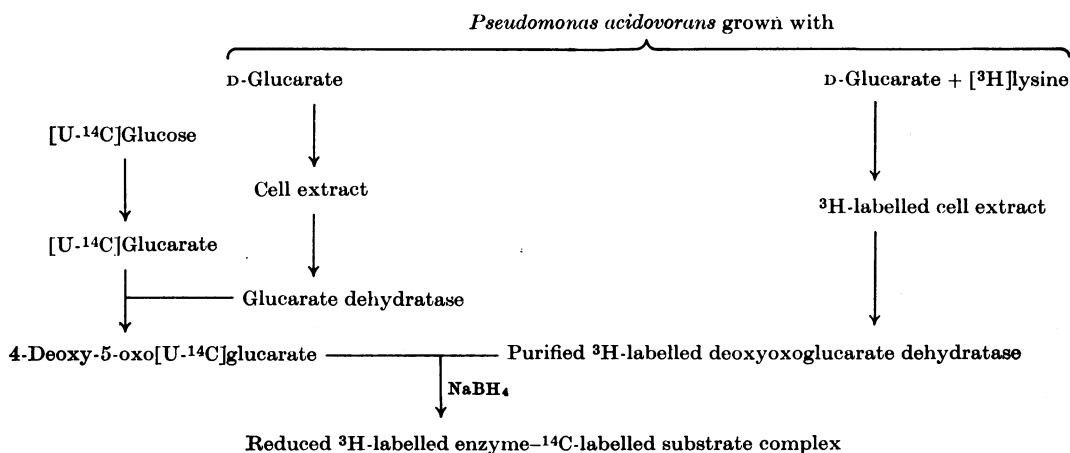 Pseudomonas acidovorans grown with
D-Glucarate
D-Glucarate + [³H]lysine
[U-¹⁴C]Glucose
Cell extract
³H-labelled cell extract
[U-¹⁴C]Glucarate
Glucarate dehydratase
4-Deoxy-5-oxo[U-¹⁴C]glucarate
Purified ³H-labelled deoxyoxoglucarate dehydratase
NaBH₄
Reduced ³H-labelled enzyme–¹⁴C-labelled substrate complex